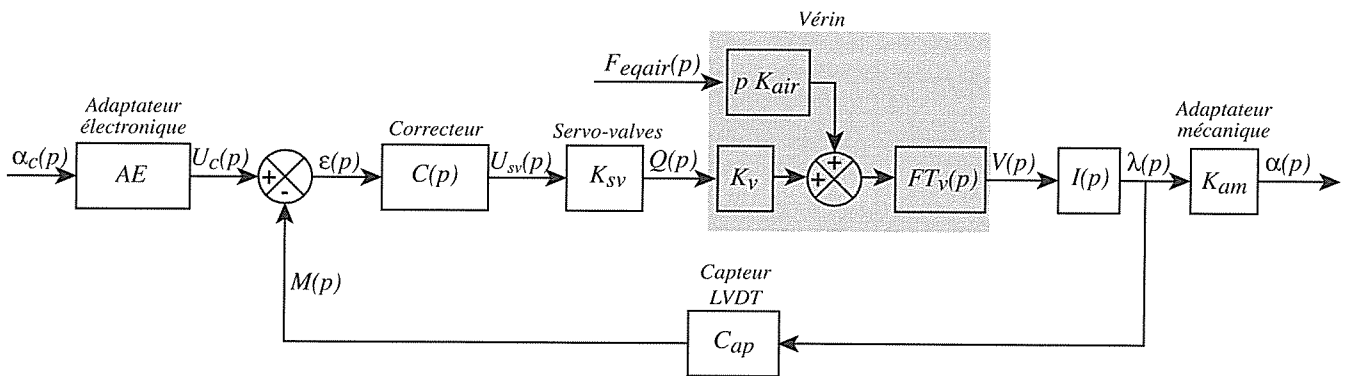 Vérin
F_eqair(p)
p K_air
Adaptateur
électronique
Correcteur
Servo-valves
Adaptateur
mécanique
α_c(p)
AE
U_c(p)
+
-
ε(p)
C(p)
U_sv(p)
K_sv
Q(p)
K_v
+
+
FT_v(p)
V(p)
I(p)
λ(p)
K_am
α(p)
M(p)
Capteur
LVDT
C_ap